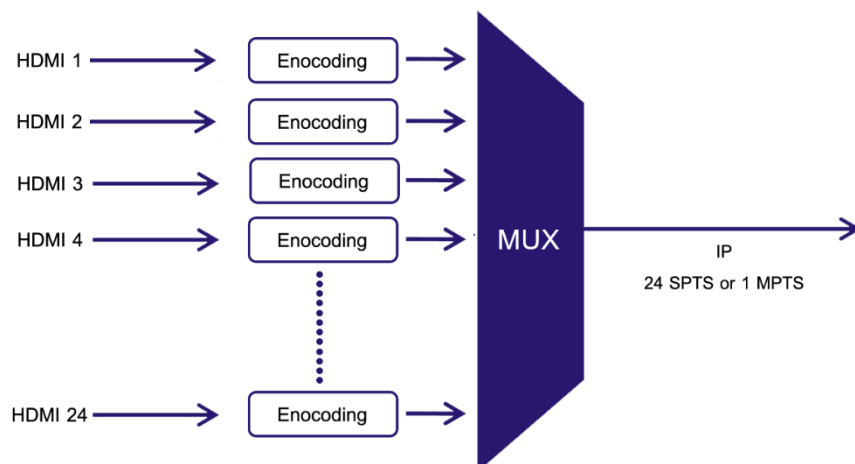 HDMI 1
Enocoding
HDMI 2
Enocoding
HDMI 3
Enocoding
HDMI 4
Enocoding
MUX
IP
24 SPTS or 1 MPTS
HDMI 24
Enocoding